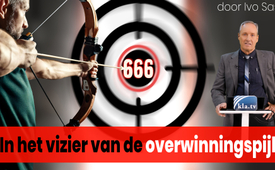 door Ivo Sa
666
kla.tv
In het vizier van de overwinningspijl